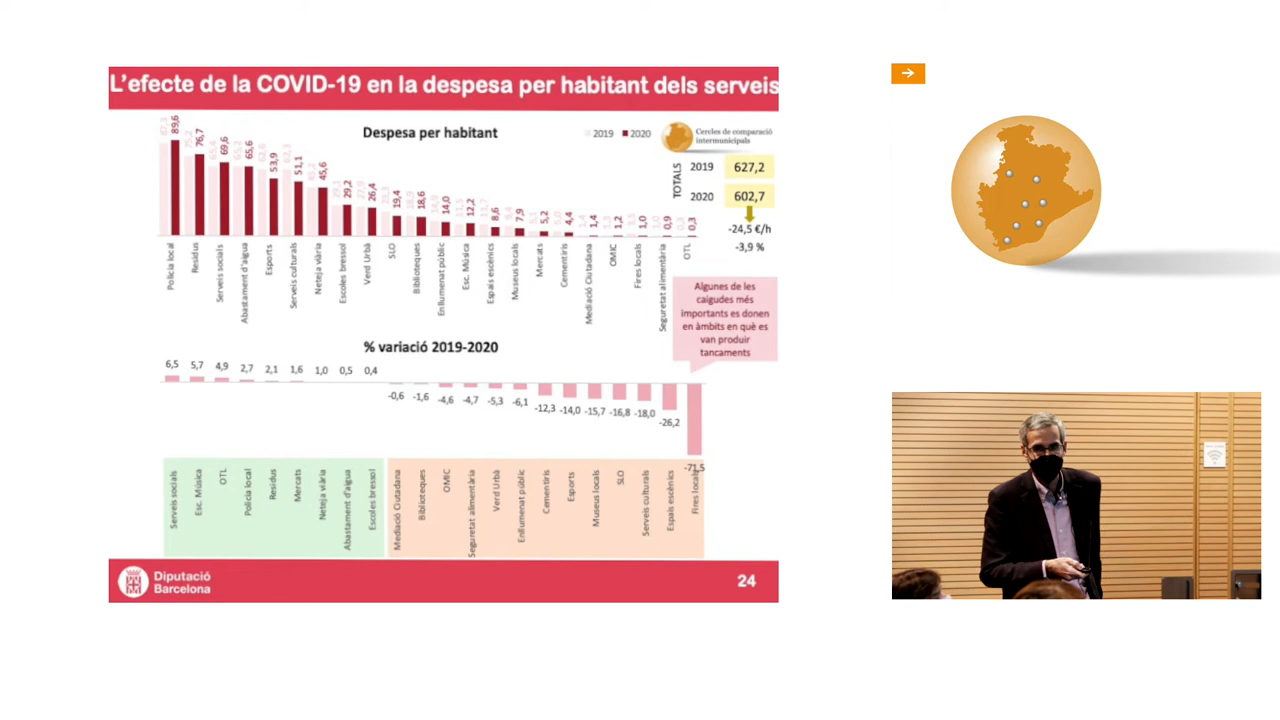 L'efecte de la COVID-19 en la despesa per habitant dels serveis
Despesa per habitant
2019 2020
Cercles de comparació
intermunicipals
TOTALS
2019 627,2
2020 602,7
-24,5 €/h
-3,9 %
89,6 76,7 69,6 65,6 53,9 51,1 45,6 29,2 26,4 19,4 18,6 14,0 12,2 8,6 7,9 5,2 4,4 1,4 1,2 1,0 0,9 0,3
Policia local
Residus
Serveis socials
Abastament d'aigua
Esports
Serveis culturals
Neteja viària
Escoles bressol
Verd Urbà
SLO
Biblioteques
Enllumenat públic
Esc. Música
Espais escènics
Museus locals
Mercats
Cementiris
Mediació Ciutadana
OMIC
Fires locals
Seguretat alimentària
OTL
Algunes de les
caigudes més
importants es donen
en àmbits en què es
van produir
tancaments
% variació 2019-2020
6,5 5,7 4,9 2,7 2,1 1,6 1,0 0,5 0,4
-0,6 -1,6 -4,6 -4,7 -5,3 -6,1 -12,3 -14,0 -15,7 -16,8 -18,0 -26,2 -71,5
Serveis socials
Esc. Música
OTL
Policia local
Residus
Mercats
Neteja viària
Abastament d'aigua
Escoles bressol
Mediació Ciutadana
Biblioteques
OMIC
Seguretat alimentària
Verd Urbà
Enllumenat públic
Cementiris
Esports
Museus locals
SLO
Serveis culturals
Espais escènics
Fires locals
Diputació
Barcelona
24